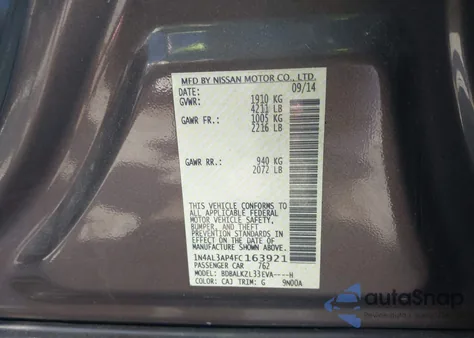 MFD BY NISSAN MOTOR CO., LTD.
DATE: 09/14
GVWR: 1910 KG
4211 LB
GAWR FR: 1005 KG
2216 LB
GAWR RR: 940 KG
2072 LB
THIS VEHICLE CONFORMS TO
ALL APPLICABLE FEDERAL
MOTOR VEHICLE SAFETY,
BUMPER, AND THEFT
PREVENTION STANDARDS IN
EFFECT ON THE DATE OF
MANUFACTURE SHOWN ABOVE.
1N4AL3AP4FC163921
PASSENGER CAR 762
MODEL: BDBALKZL33EVA----H
COLOR: CAJ TRIM: G 9N00A
autoSnap